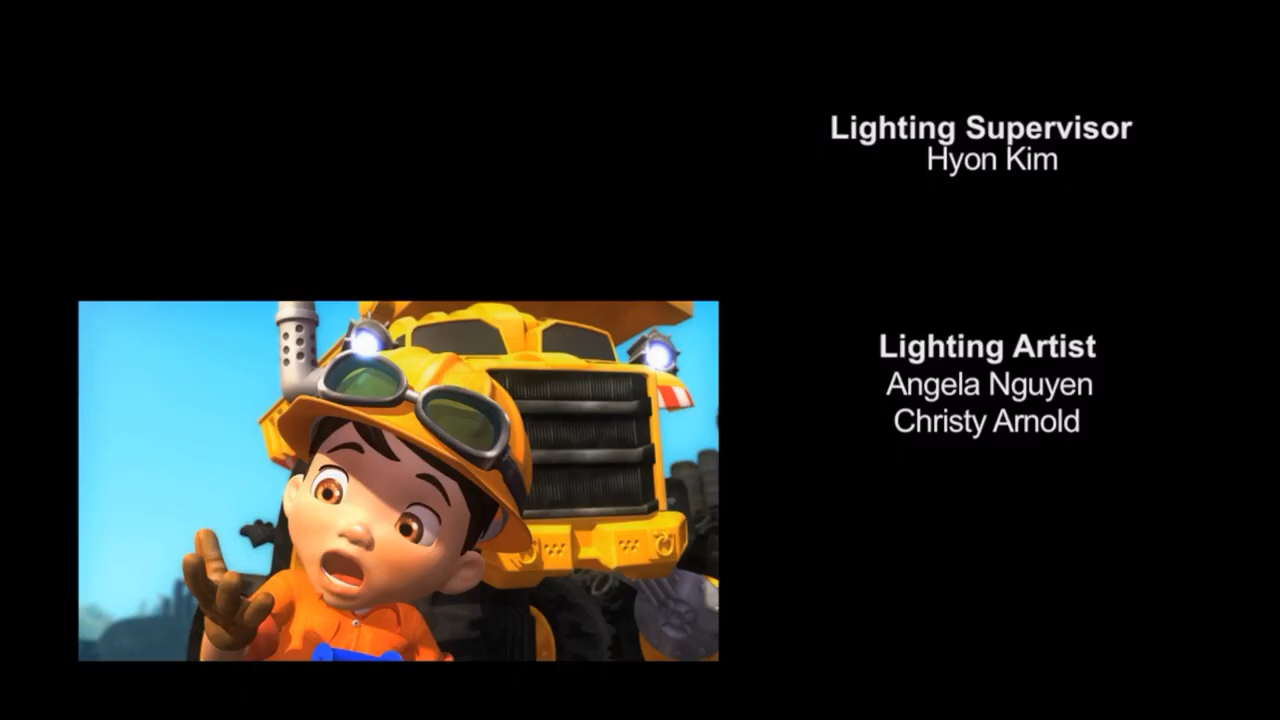 Lighting Supervisor
Hyon Kim
Lighting Artist
Angela Nguyen
Christy Arnold